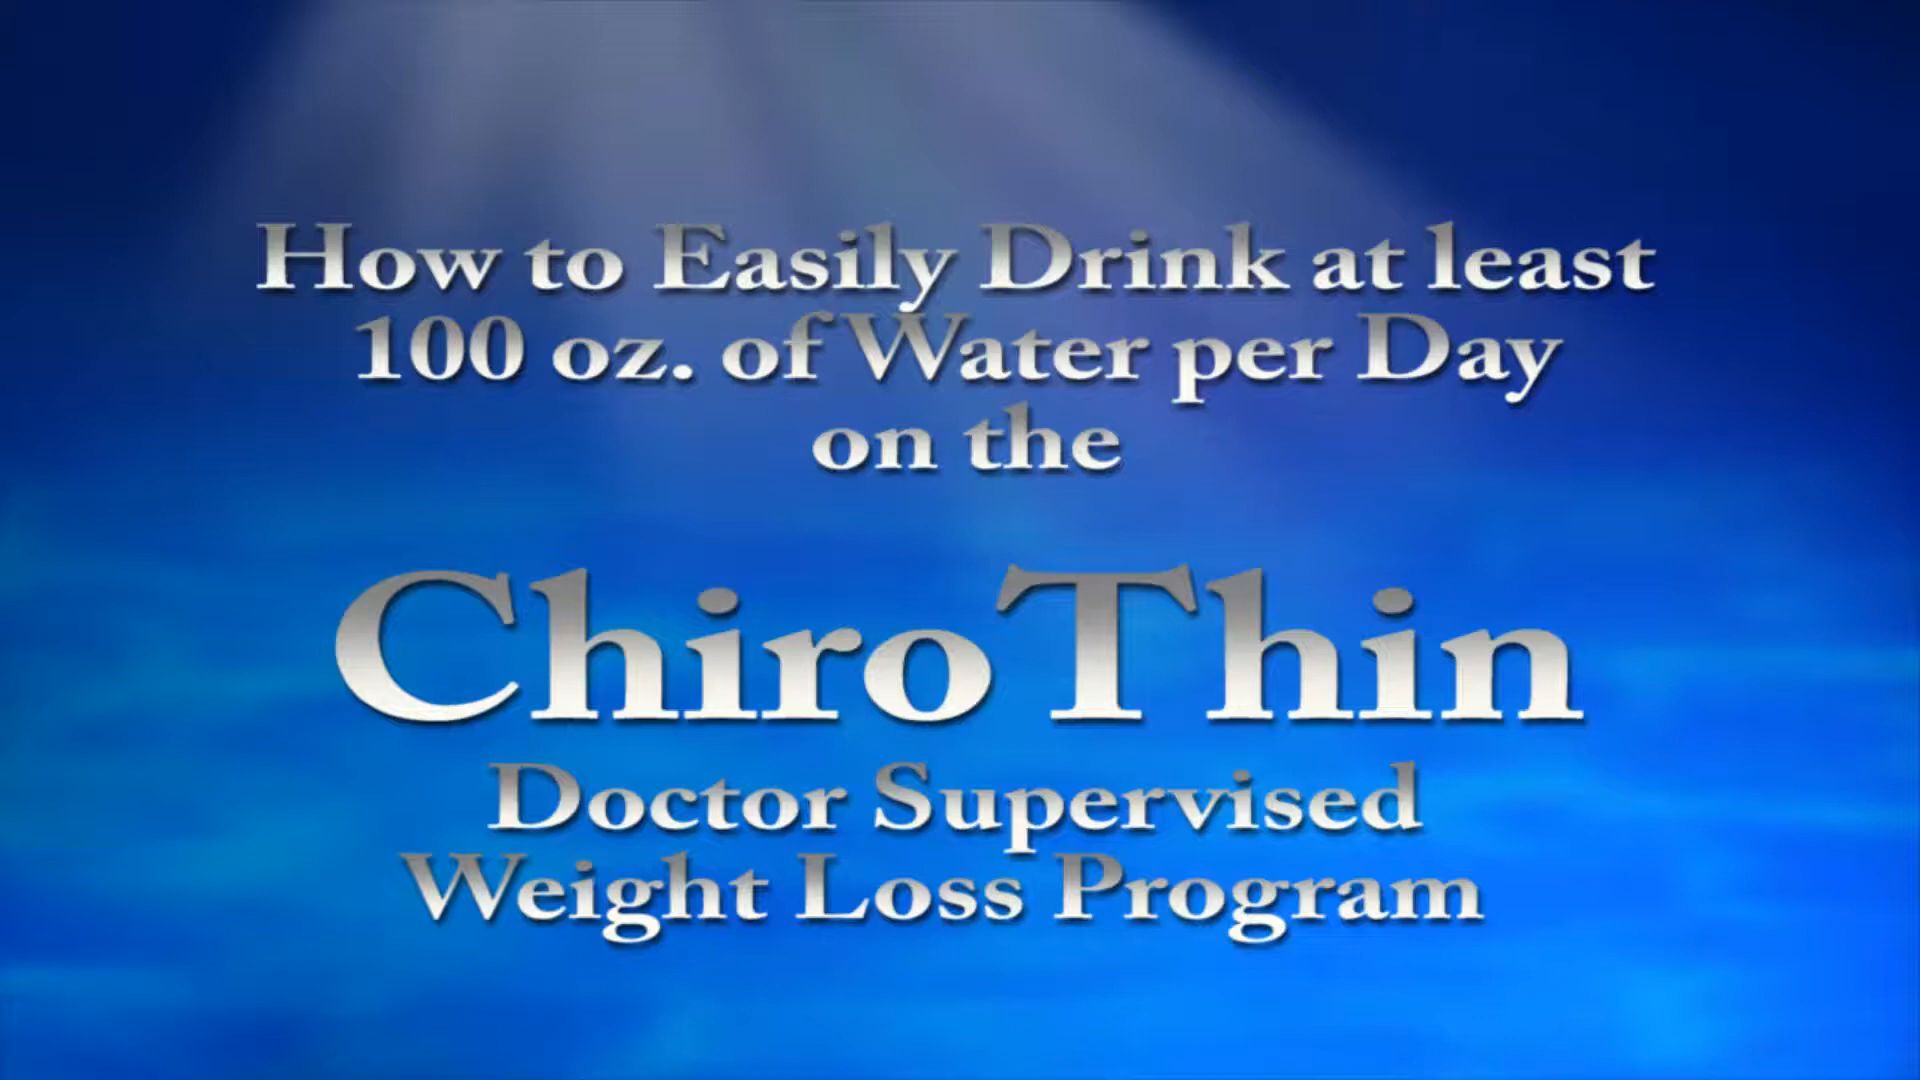 How to Easily Drink at least
100 oz. of Water per Day
on the
ChiroThin
Doctor Supervised
Weight Loss Program